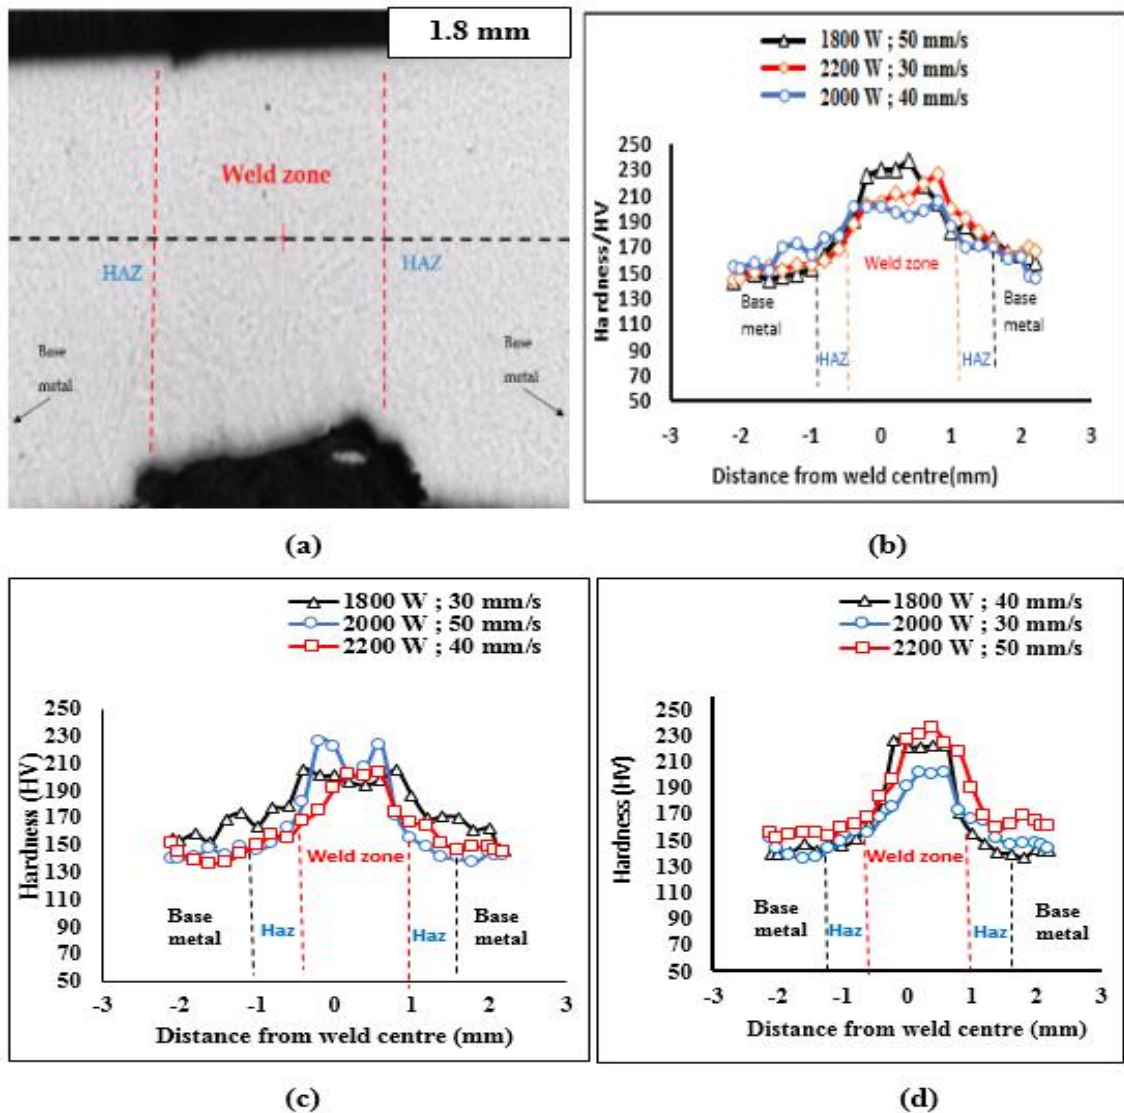 1.8 mm
Weld zone
HAZ
HAZ
Base
metal
Base
metal
(a)
1800 W ; 50 mm/s
2200 W ; 30 mm/s
2000 W ; 40 mm/s
Hardness/HV
250
230
210
190
170
150
130
110
90
70
50
Weld zone
Base
metal
Base
metal
HAZ
HAZ
-3 -2 -1 0 1 2 3
Distance from weld centre(mm)
(b)
1800 W ; 30 mm/s
2000 W ; 50 mm/s
2200 W ; 40 mm/s
Hardness (HV)
250
230
210
190
170
150
130
110
90
70
50
Weld zone
Base
metal
Haz
Haz
Base
metal
-3 -2 -1 0 1 2 3
Distance from weld centre (mm)
(c)
1800 W ; 40 mm/s
2000 W ; 30 mm/s
2200 W ; 50 mm/s
Hardness (HV)
250
230
210
190
170
150
130
110
90
70
50
Weld zone
Base
metal
Haz
Haz
Base
metal
-3 -2 -1 0 1 2 3
Distance from weld centre (mm)
(d)